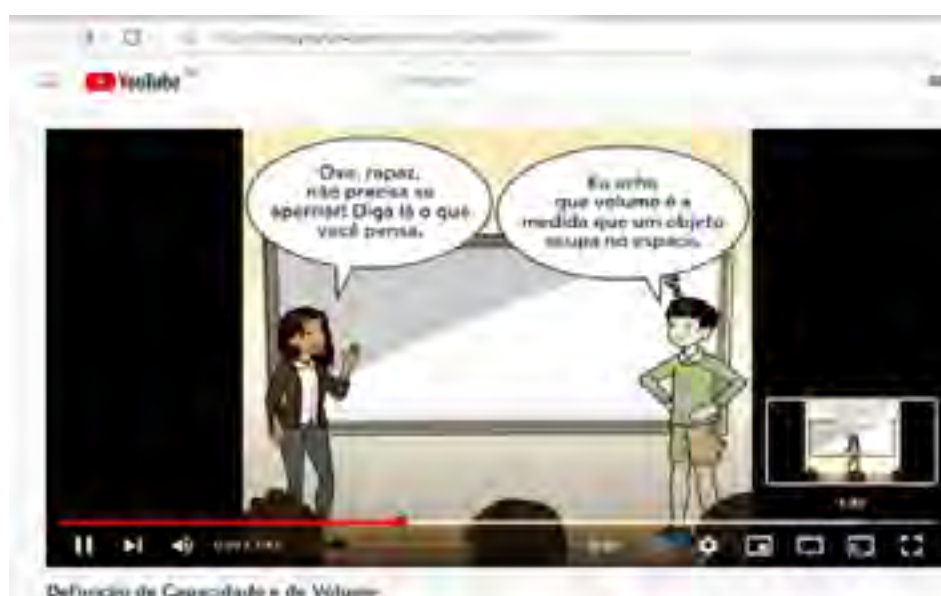 YouTube
Oxe, rapaz,
não precisa se
aperrear! Diga lá o que
você pensa.
Eu acho
que volume é a
medida que um objeto
ocupa no espaço.
Definição de Capacidade e de Volume